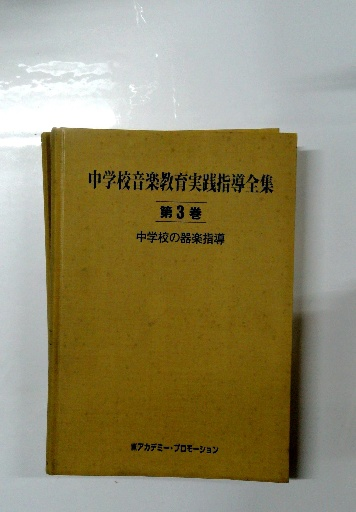 中学校音楽教育実践指導全集
第3巻
中学校の器楽指導
㈱アカデミー・プロモーション